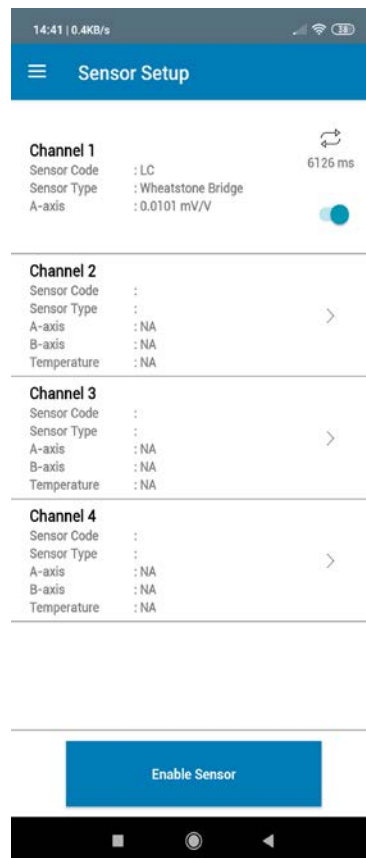 14:41 | 0.4KB/s 38
Sensor Setup
Channel 1
6126 ms
Sensor Code : LC
Sensor Type : Wheatstone Bridge
A-axis : 0.0101 mV/V
Channel 2
Sensor Code :
Sensor Type :
A-axis : NA
B-axis : NA
Temperature : NA
Channel 3
Sensor Code :
Sensor Type :
A-axis : NA
B-axis : NA
Temperature : NA
Channel 4
Sensor Code :
Sensor Type :
A-axis : NA
B-axis : NA
Temperature : NA
Enable Sensor